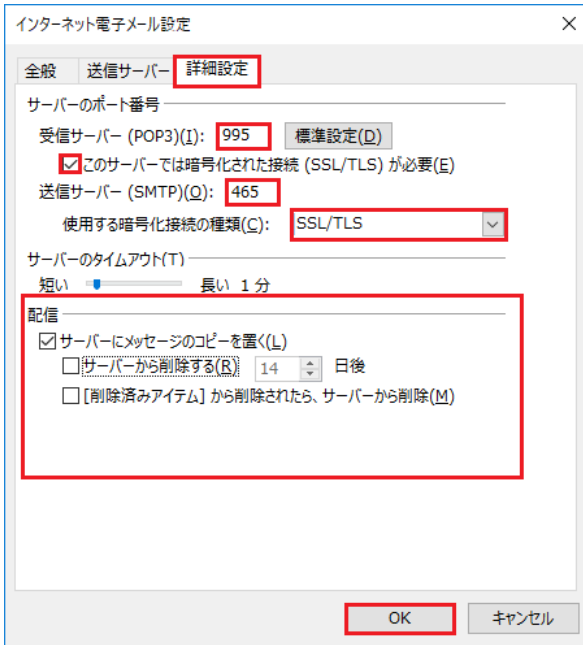 インターネット電子メール設定
全般 送信サーバー 詳細設定
サーバーのポート番号
受信サーバー (POP3)(I): 995 標準設定(D)
このサーバーでは暗号化された接続 (SSL/TLS) が必要(E)
送信サーバー (SMTP)(O): 465
使用する暗号化接続の種類(C): SSL/TLS
サーバーのタイムアウト(T)
短い 長い 1 分
配信
サーバーにメッセージのコピーを置く(L)
サーバーから削除する(R) 14 日後
[削除済みアイテム] から削除されたら、サーバーから削除(M)
OK キャンセル